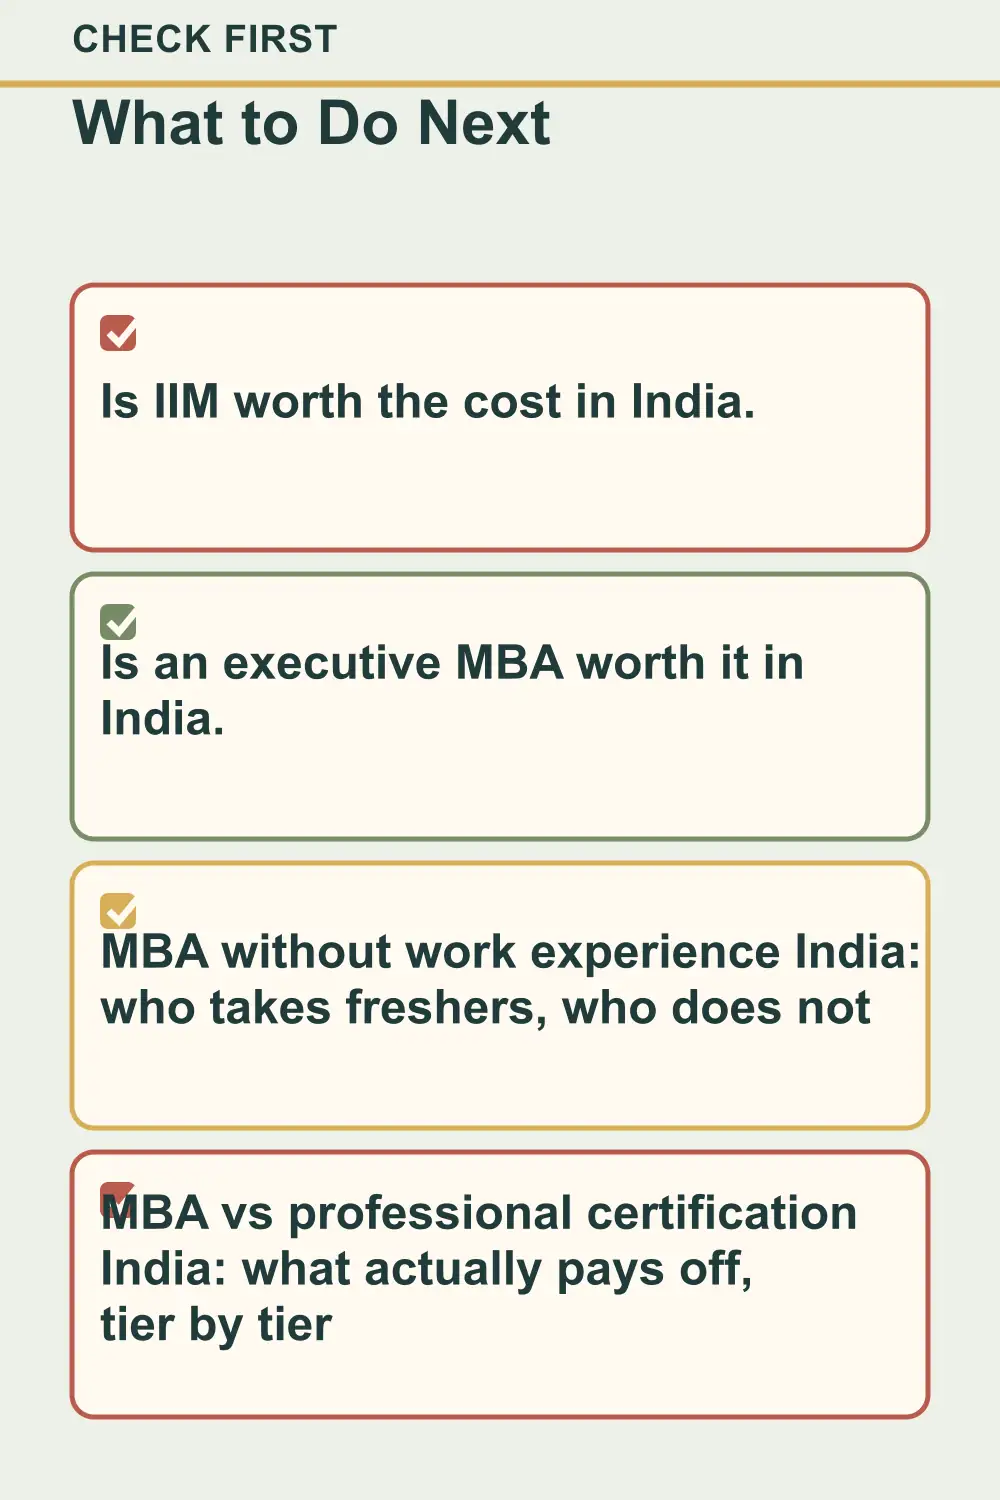 CHECK FIRST
What to Do Next
Is IIM worth the cost in India.
Is an executive MBA worth it in
India.
MBA without work experience India:
who takes freshers, who does not
MBA vs professional certification
India: what actually pays off,
tier by tier